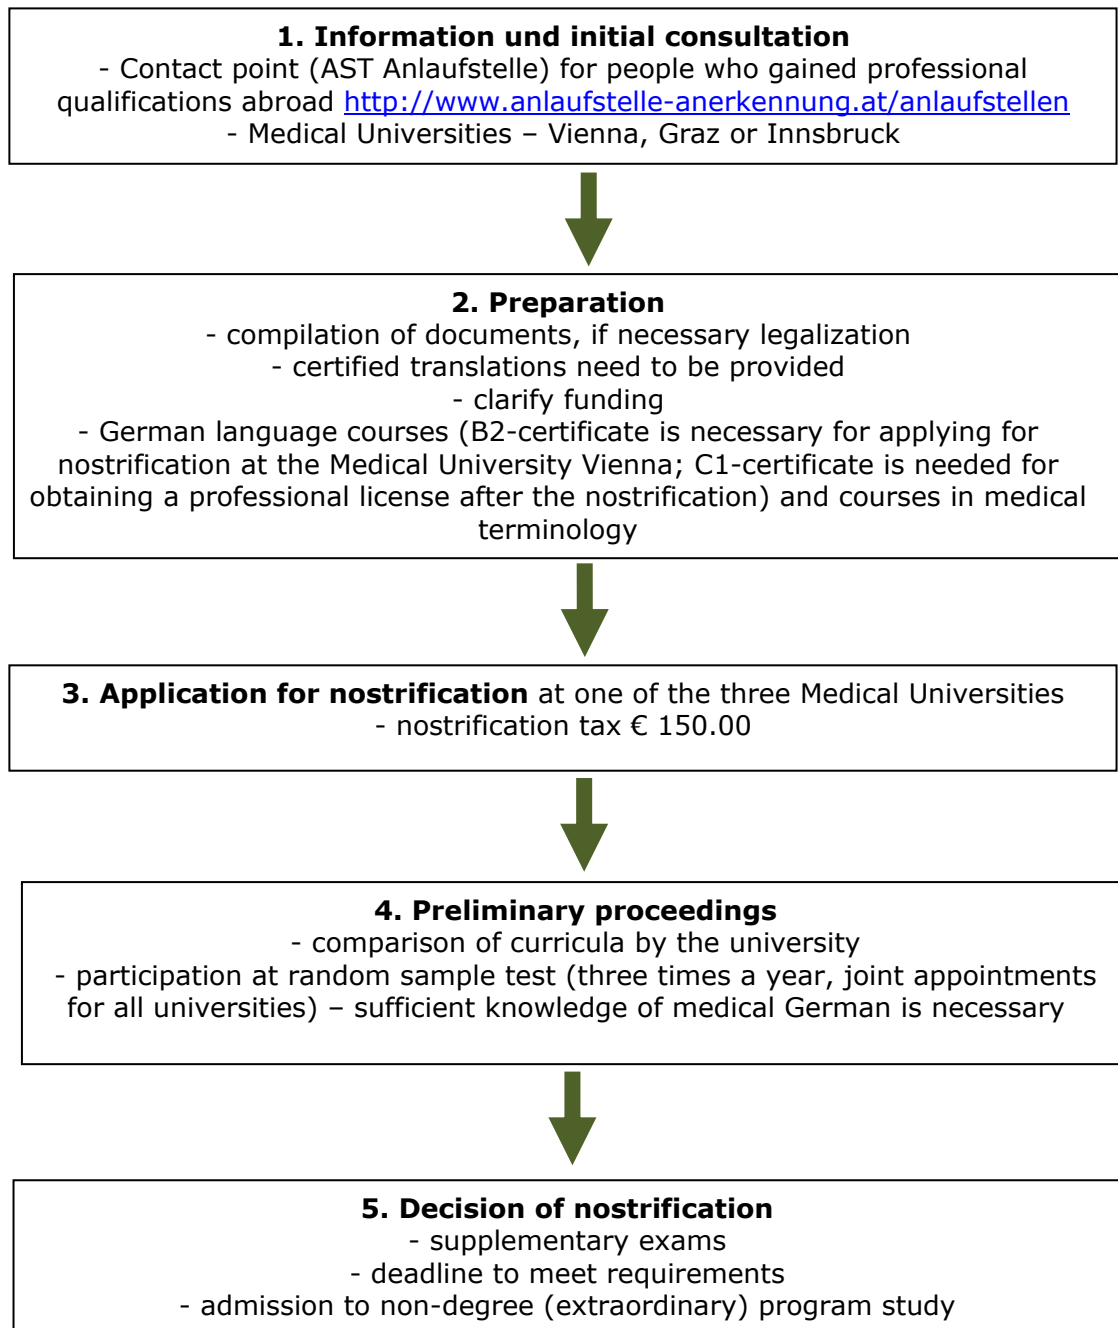 1. Information und initial consultation
- Contact point (AST Anlaufstelle) for people who gained professional
qualifications abroad http://www.anlaufstelle-anerkennung.at/anlaufstellen
- Medical Universities – Vienna, Graz or Innsbruck
2. Preparation
- compilation of documents, if necessary legalization
- certified translations need to be provided
- clarify funding
- German language courses (B2-certificate is necessary for applying for
nostrification at the Medical University Vienna; C1-certificate is needed for
obtaining a professional license after the nostrification) and courses in medical
terminology
3. Application for nostrification at one of the three Medical Universities
- nostrification tax € 150.00
4. Preliminary proceedings
- comparison of curricula by the university
- participation at random sample test (three times a year, joint appointments
for all universities) – sufficient knowledge of medical German is necessary
5. Decision of nostrification
- supplementary exams
- deadline to meet requirements
- admission to non-degree (extraordinary) program study